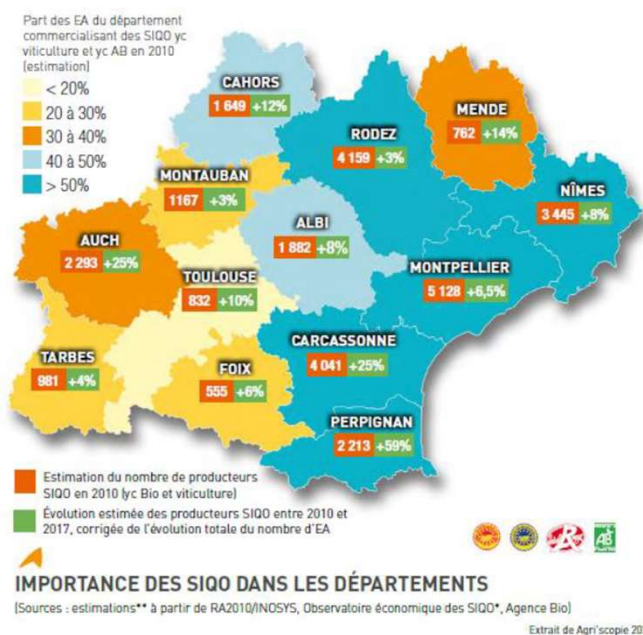 Part des EA du département
commercialisant des SIQO yc
viticulture et yc AB en 2010
(estimation)
< 20%
20 à 30%
30 à 40%
40 à 50%
> 50%
CAHORS
1 649 +12%
MENDE
762 +14%
RODEZ
4 159 +3%
MONTAUBAN
1167 +3%
NÎMES
3 445 +8%
ALBI
1 882 +8%
AUCH
2 293 +25%
TOULOUSE
832 +10%
MONTPELLIER
5 128 +6,5%
CARCASSONNE
4 041 +25%
TARBES
981 +4%
FOIX
555 +6%
PERPIGNAN
2 213 +59%
Estimation du nombre de producteurs
SIQO en 2010 (yc Bio et viticulture)
Évolution estimée des producteurs SIQO entre 2010 et
2017, corrigée de l'évolution totale du nombre d'EA
AB
IMPORTANCE DES SIQO DANS LES DÉPARTEMENTS
(Sources : estimations** à partir de RA2010/INOSYS, Observatoire économique des SIQO*, Agence Bio)
Extrait de Agri'scopie 20